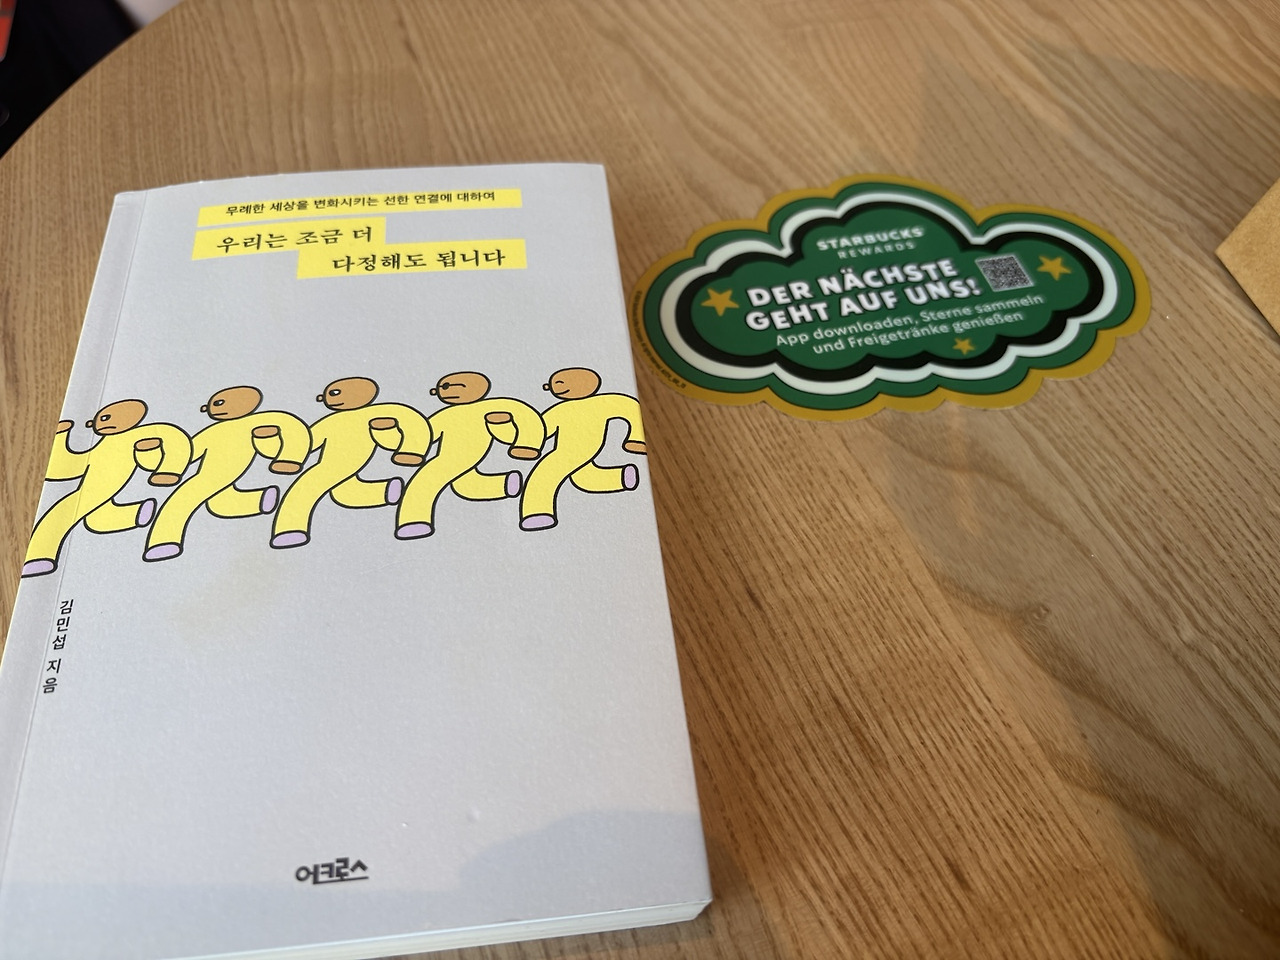 무례한 세상을 변화시키는 선한 연결에 대하여
우리는 조금 더
다정해도 됩니다
김민섭 지음
어크로스
STARBUCKS®
REWARDS
DER NÄCHSTE
GEHT AUF UNS!
App downloaden, Sterne sammeln
und Freigetränke genießen